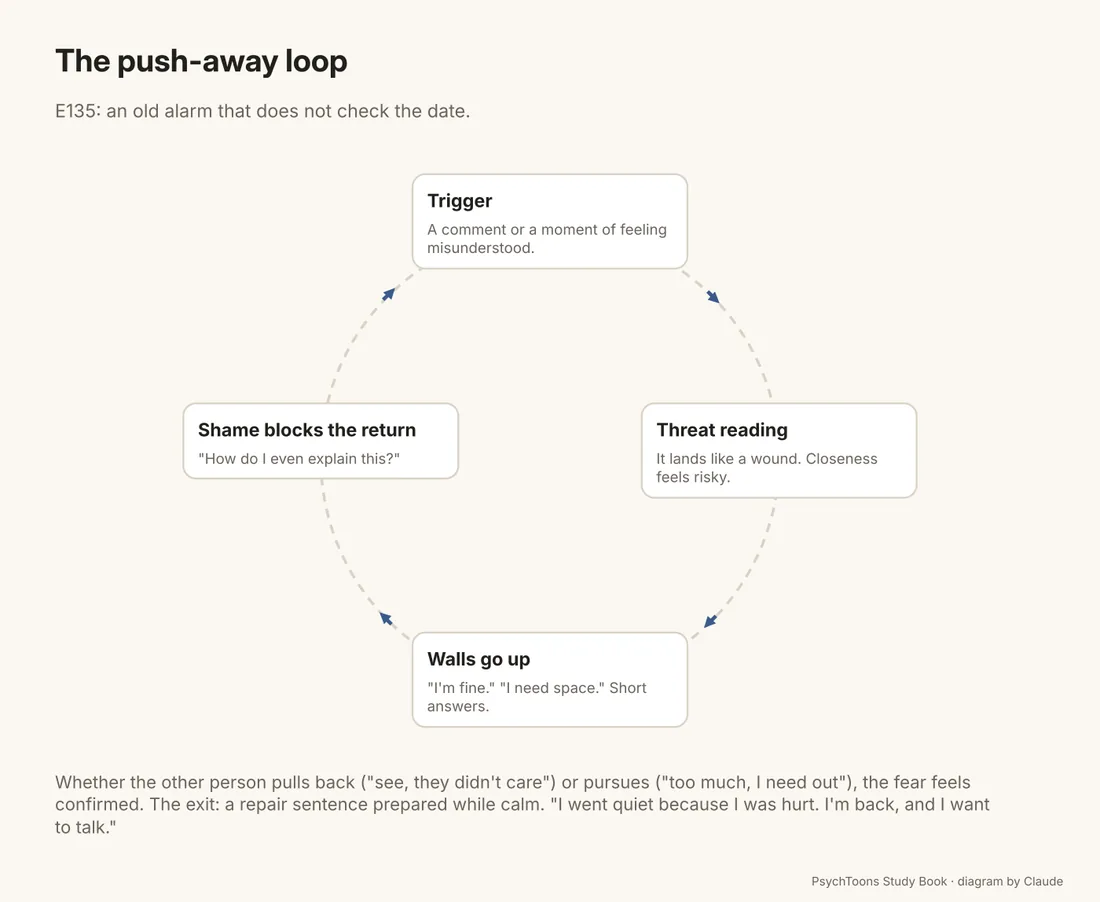 The push-away loop
E135: an old alarm that does not check the date.
Trigger
A comment or a moment of feeling
misunderstood.
Shame blocks the return
"How do I even explain this?"
Threat reading
It lands like a wound. Closeness
feels risky.
Walls go up
"I'm fine." "I need space." Short
answers.
Whether the other person pulls back ("see, they didn't care") or pursues ("too much, I need out"), the fear feels
confirmed. The exit: a repair sentence prepared while calm. "I went quiet because I was hurt. I'm back, and I want
to talk."
PsychToons Study Book · diagram by Claude